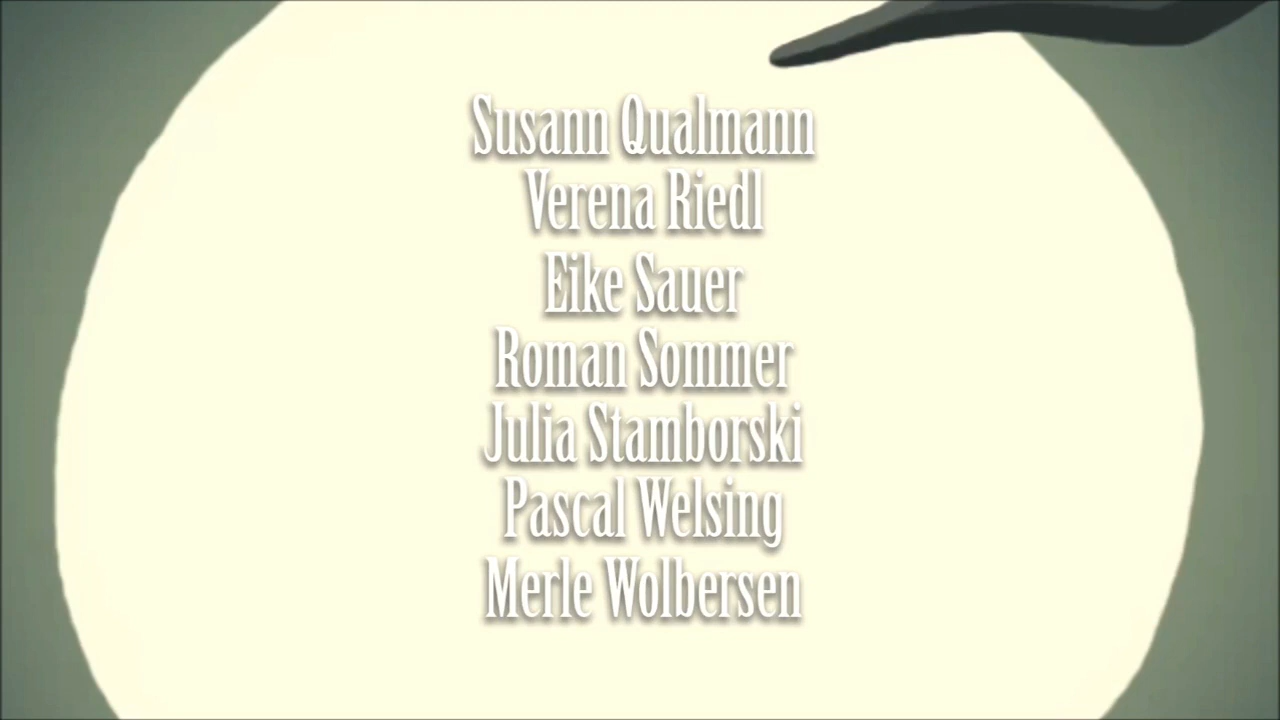 Susann Qualmann
Verena Riedl
Eike Sauer
Roman Sommer
Julia Stamborski
Pascal Welsing
Merle Wolbersen